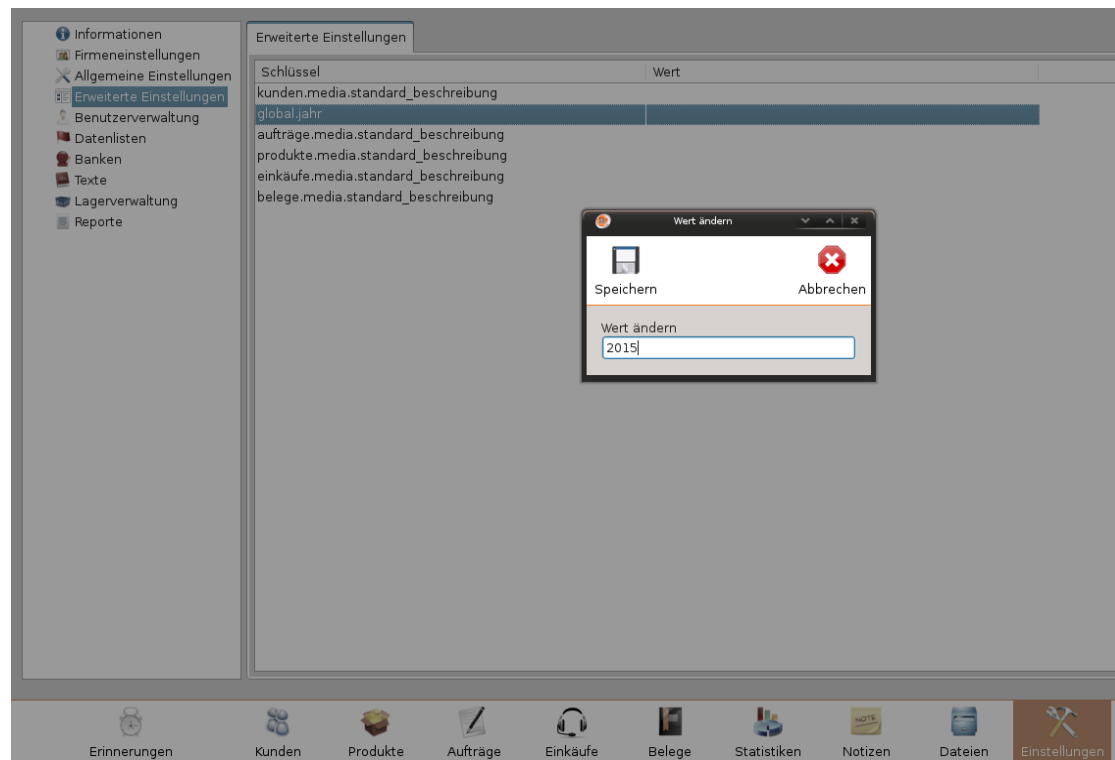 Informationen
Firmeneinstellungen
Allgemeine Einstellungen
Erweiterte Einstellungen
Benutzerverwaltung
Datenlisten
Banken
Texte
Lagerverwaltung
Reporte
Erweiterte Einstellungen
Schlüssel Wert
kunden.media.standard_beschreibung
global.jahr
aufträge.media.standard_beschreibung
produkte.media.standard_beschreibung
einkäufe.media.standard_beschreibung
belege.media.standard_beschreibung
Wert ändern
Speichern Abbrechen
Wert ändern
2015
NOTE
Erinnerungen Kunden Produkte Aufträge Einkäufe Belege Statistiken Notizen Dateien Einstellungen